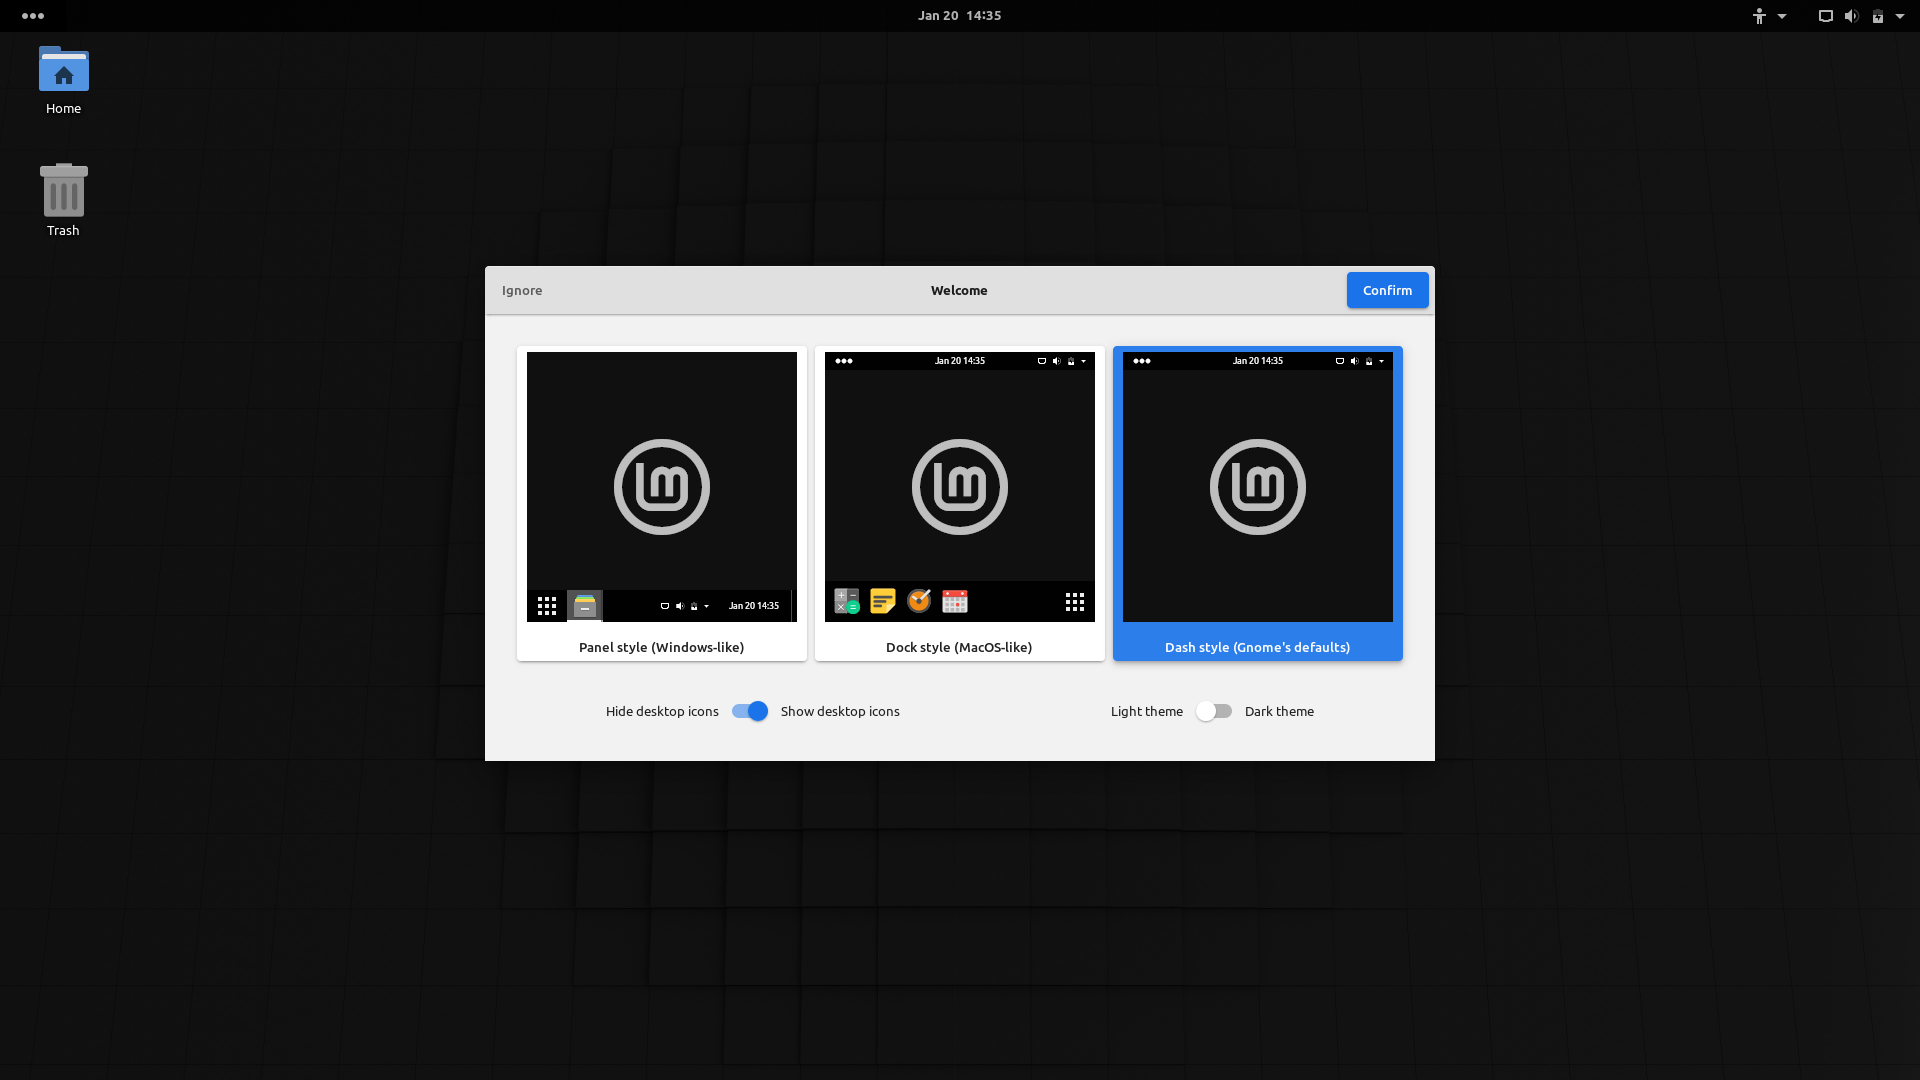 Jan 20 14:35
Home
Trash
Ignore
Welcome
Confirm
Jan 20 14:35
Panel style (Windows-like)
Jan 20 14:35
Dock style (MacOS-like)
Jan 20 14:35
Dash style (Gnome's defaults)
Hide desktop icons
Show desktop icons
Light theme
Dark theme